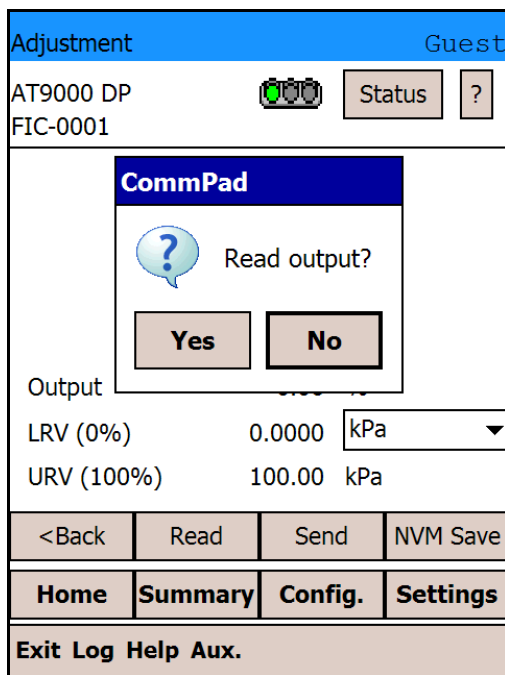 Adjustment Guest
AT9000 DP Status ?
FIC-0001
CommPad
? Read output?
Yes No
Output
LRV (0%) 0.0000 kPa
URV (100%) 100.00 kPa
<Back Read Send NVM Save
Home Summary Config. Settings
Exit Log Help Aux.